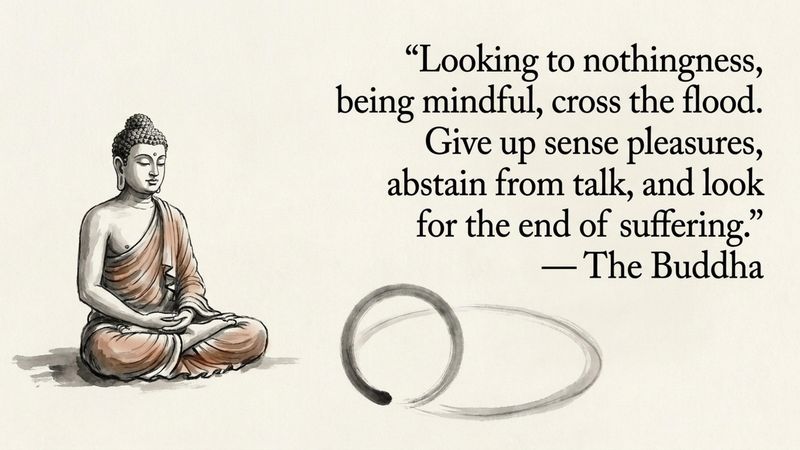 “Looking to nothingness,
being mindful, cross the flood.
Give up sense pleasures,
abstain from talk, and look
for the end of suffering.”
— The Buddha